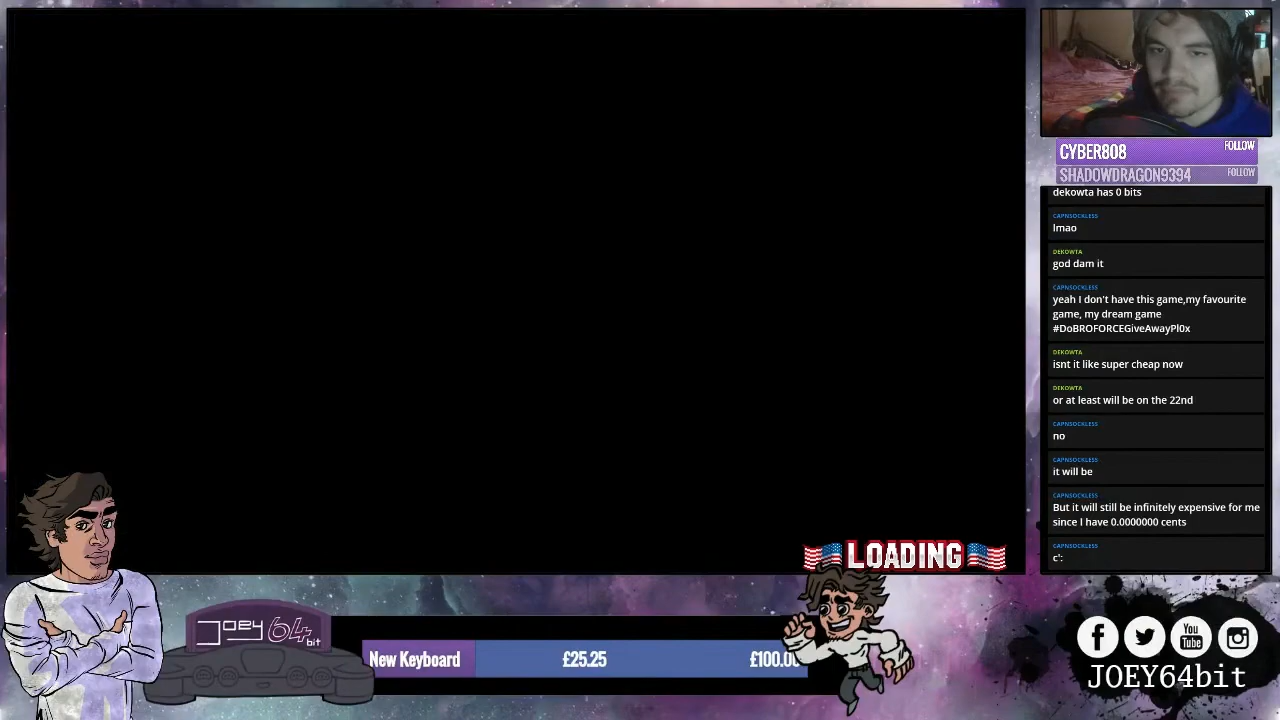 CYBER808 FOLLOW
SHADOWDRAGON9394 FOLLOW
dekowta has 0 bits
CAPNSOCKLESS
lmao
DEKOWTA
god dam it
CAPNSOCKLESS
yeah I don't have this game,my favourite
game, my dream game
#DoBROFORCEGiveAwayPl0x
DEKOWTA
isnt it like super cheap now
DEKOWTA
or at least will be on the 22nd
CAPNSOCKLESS
no
CAPNSOCKLESS
it will be
CAPNSOCKLESS
But it will still be infinitely expensive for me
since I have 0.0000000 cents
CAPNSOCKLESS
c':
LOADING
JOEY64bit
New Keyboard £25.25 £100.00
You
Tube
JOEY64bit